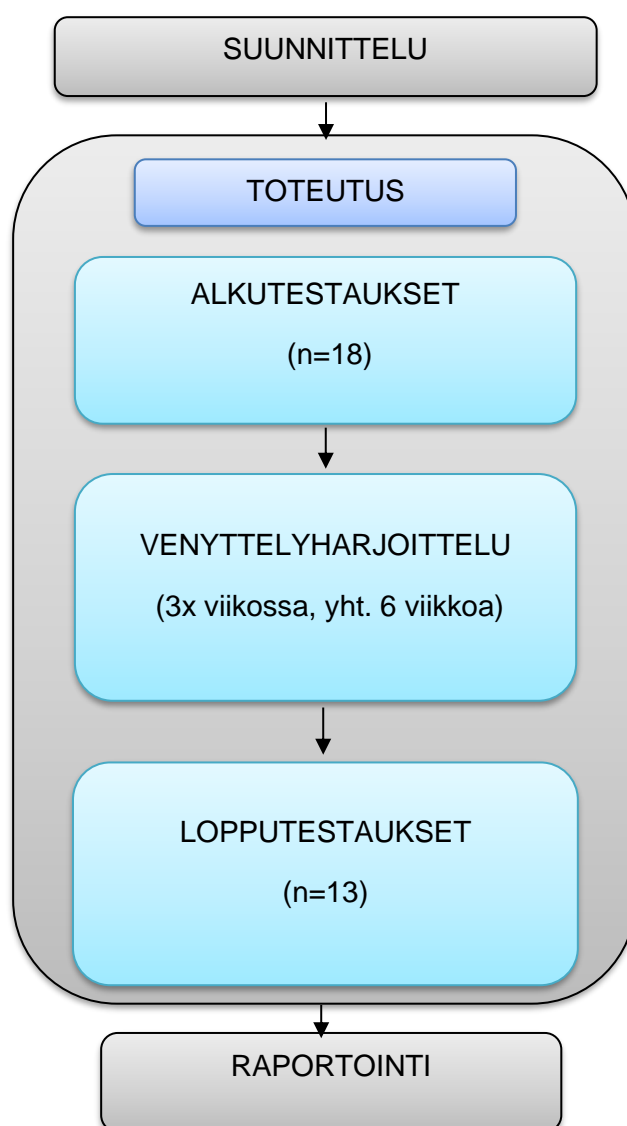 SUUNNITTELU
TOTEUTUS
ALKUTESTAUKSET
(n=18)
VENYTTELYHARJOITTELU
(3x viikossa, yht. 6 viikkoa)
LOPPUTESTAUKSET
(n=13)
RAPORTOINTI